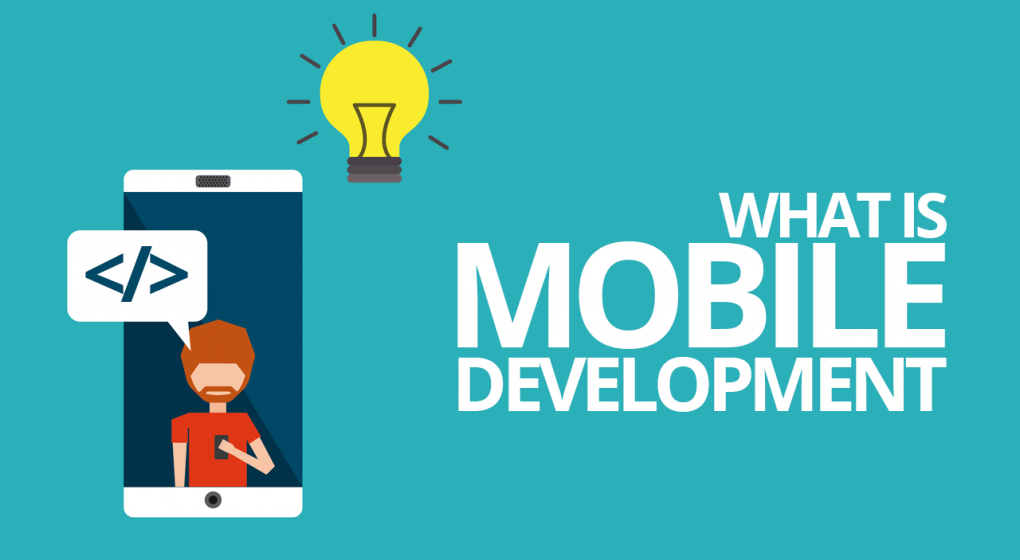 </>
WHAT IS
MOBILE
DEVELOPMENT